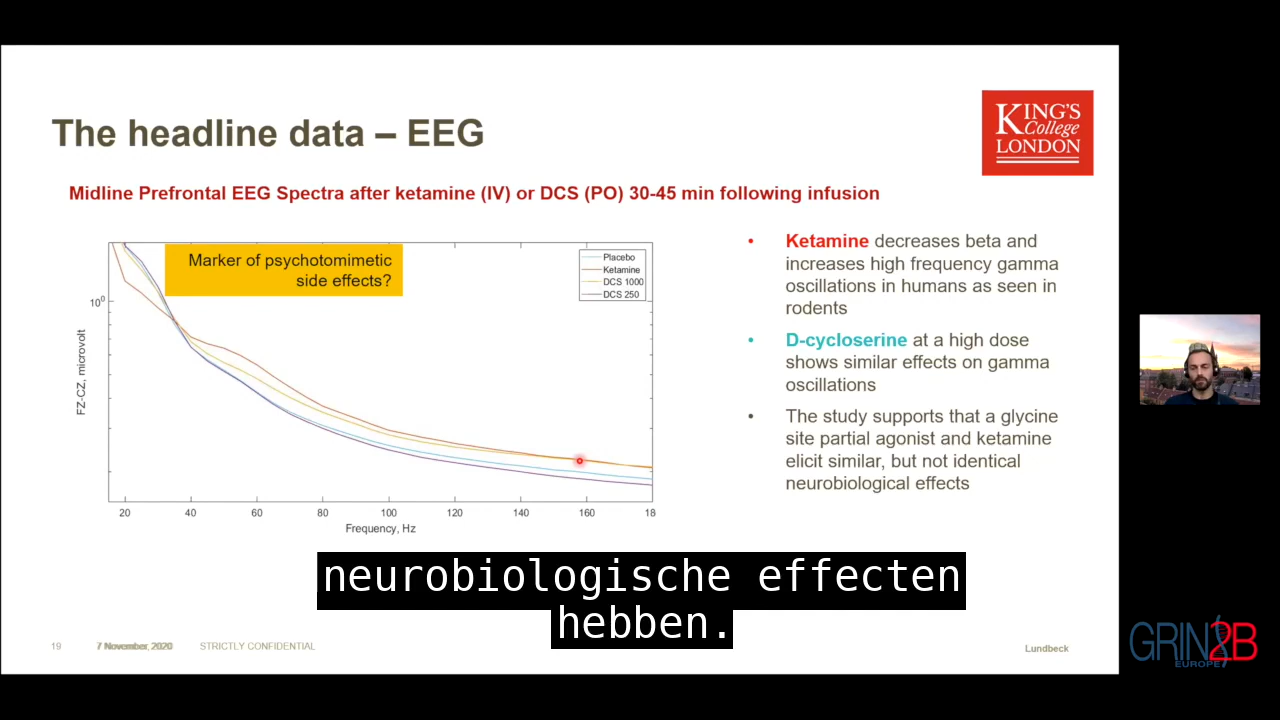 The headline data – EEG
KING'S
College
LONDON
Midline Prefrontal EEG Spectra after ketamine (IV) or DCS (PO) 30-45 min following infusion
Marker of psychotomimetic
side effects?
Placebo
Ketamine
DCS 1000
DCS 250
10⁰
FZ-CZ, microvolt
20 40 60 80 100 120 140 160 18
Frequency, Hz
• Ketamine decreases beta and
increases high frequency gamma
oscillations in humans as seen in
rodents
• D-cycloserine at a high dose
shows similar effects on gamma
oscillations
• The study supports that a glycine
site partial agonist and ketamine
elicit similar, but not identical
neurobiological effects
neurobiologische effecten
hebben.
19 7 November, 2020 STRICTLY CONFIDENTIAL
Lundbeck
GRIN2B
EUROPE